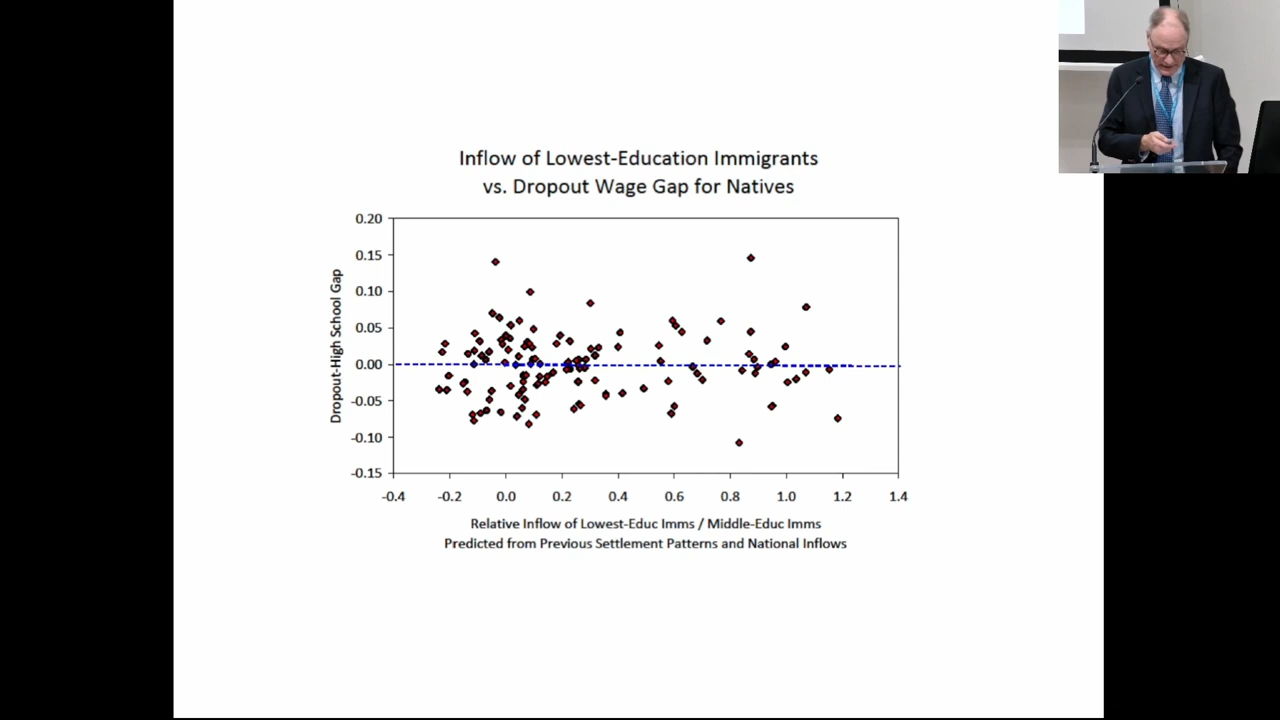 Inflow of Lowest-Education Immigrants
vs. Dropout Wage Gap for Natives
Dropout-High School Gap
0.20
0.15
0.10
0.05
0.00
-0.05
-0.10
-0.15
-0.4 -0.2 0.0 0.2 0.4 0.6 0.8 1.0 1.2 1.4
Relative Inflow of Lowest-Educ Imms / Middle-Educ Imms
Predicted from Previous Settlement Patterns and National Inflows